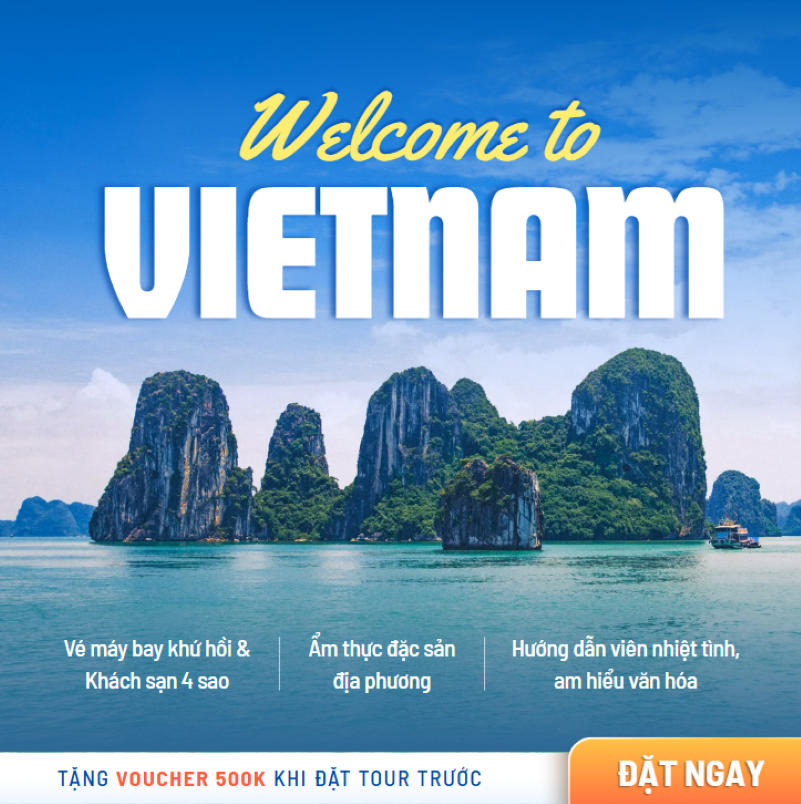 Welcome to
VIETNAM
Vé máy bay khứ hồi &
Khách sạn 4 sao
Ẩm thực đặc sản
địa phương
Hướng dẫn viên nhiệt tình,
am hiểu văn hóa
TẶNG VOUCHER 500K KHI ĐẶT TOUR TRƯỚC
ĐẶT NGAY